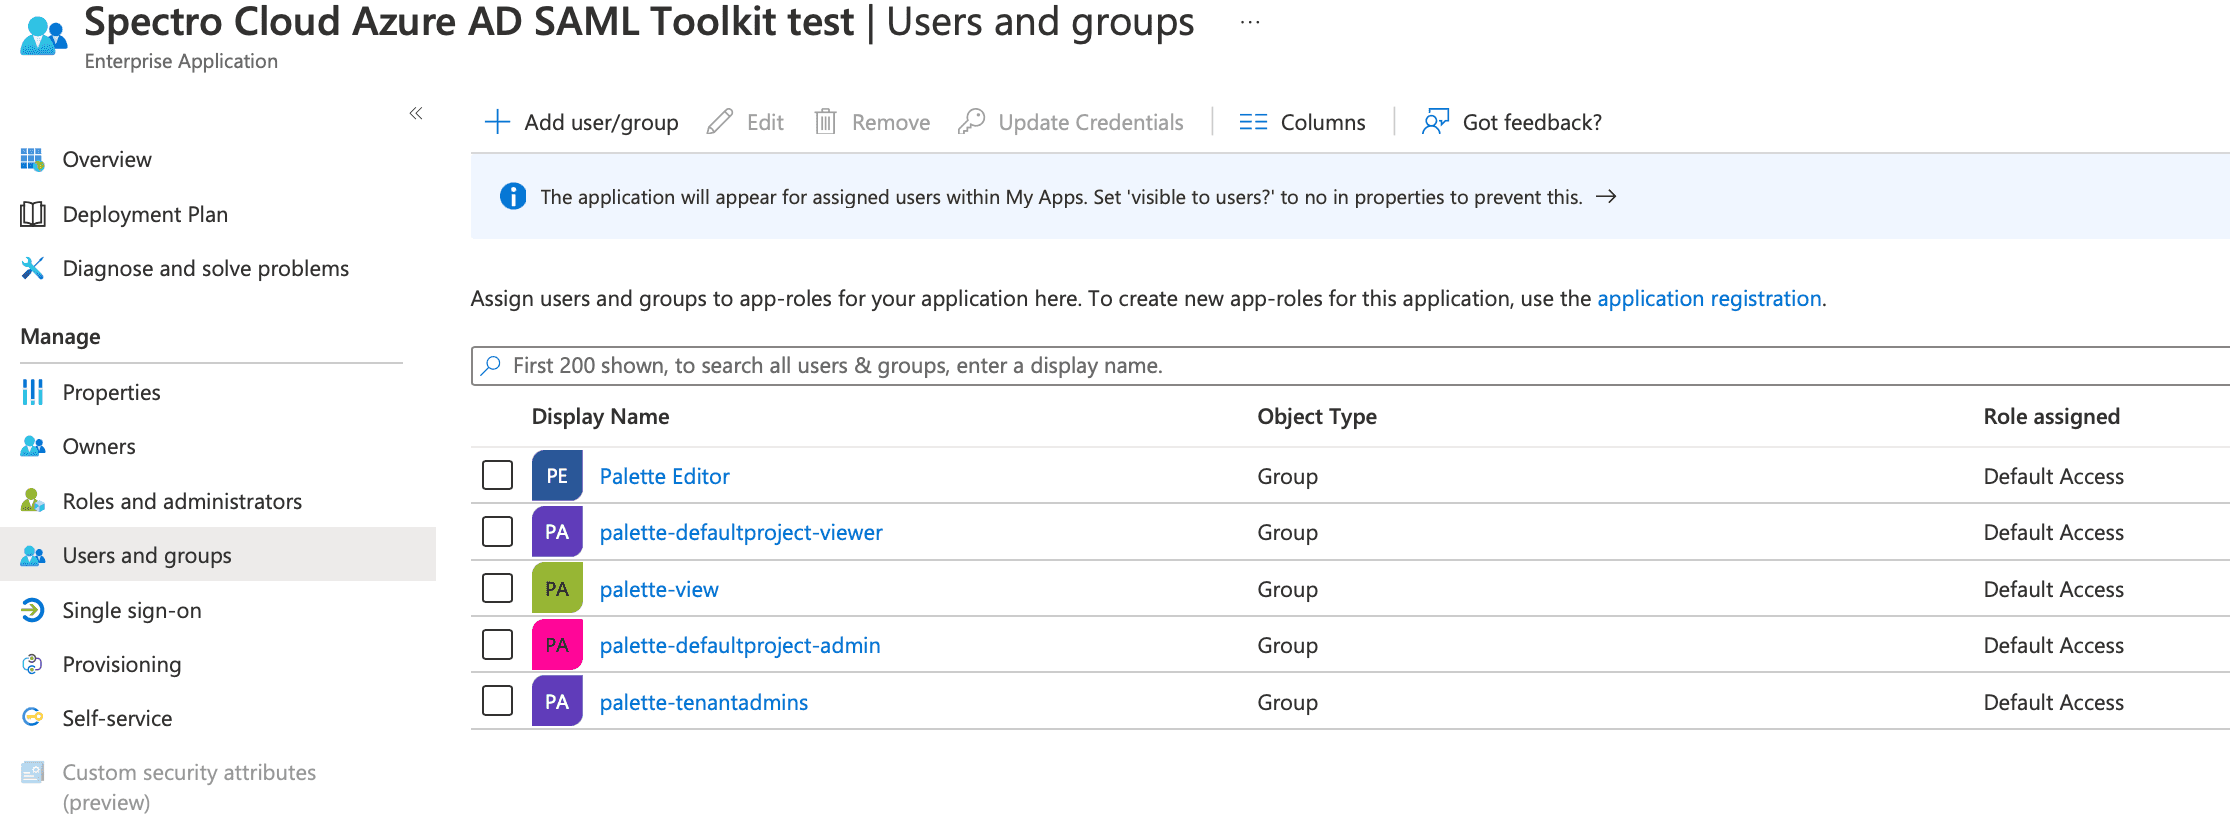 Spectro Cloud Azure AD SAML Toolkit test | Users and groups ...
Enterprise Application
«
Overview
Deployment Plan
Diagnose and solve problems
Manage
Properties
Owners
Roles and administrators
Users and groups
Single sign-on
Provisioning
Self-service
Custom security attributes
(preview)
+ Add user/group Edit Remove Update Credentials | Columns | Got feedback?
The application will appear for assigned users within My Apps. Set 'visible to users?' to no in properties to prevent this. →
Assign users and groups to app-roles for your application here. To create new app-roles for this application, use the application registration.
First 200 shown, to search all users & groups, enter a display name.
Display Name Object Type Role assigned
PE Palette Editor Group Default Access
PA palette-defaultproject-viewer Group Default Access
PA palette-view Group Default Access
PA palette-defaultproject-admin Group Default Access
PA palette-tenantadmins Group Default Access